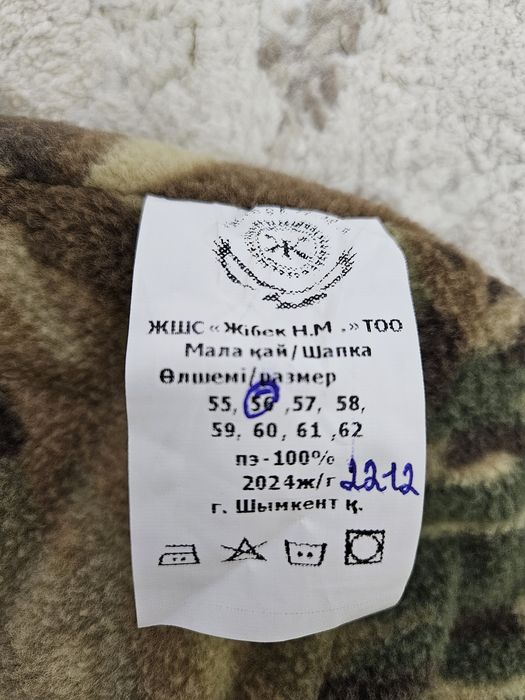 Ж
ЖШС «Жібек Н.М .» ТОО
Мала қай/Шапка
Өлшемі/размер
55, 56 ,57, 58,
59, 60, 61 ,62
пэ-100%
2024ж/г 2212
г. Шымкент қ.